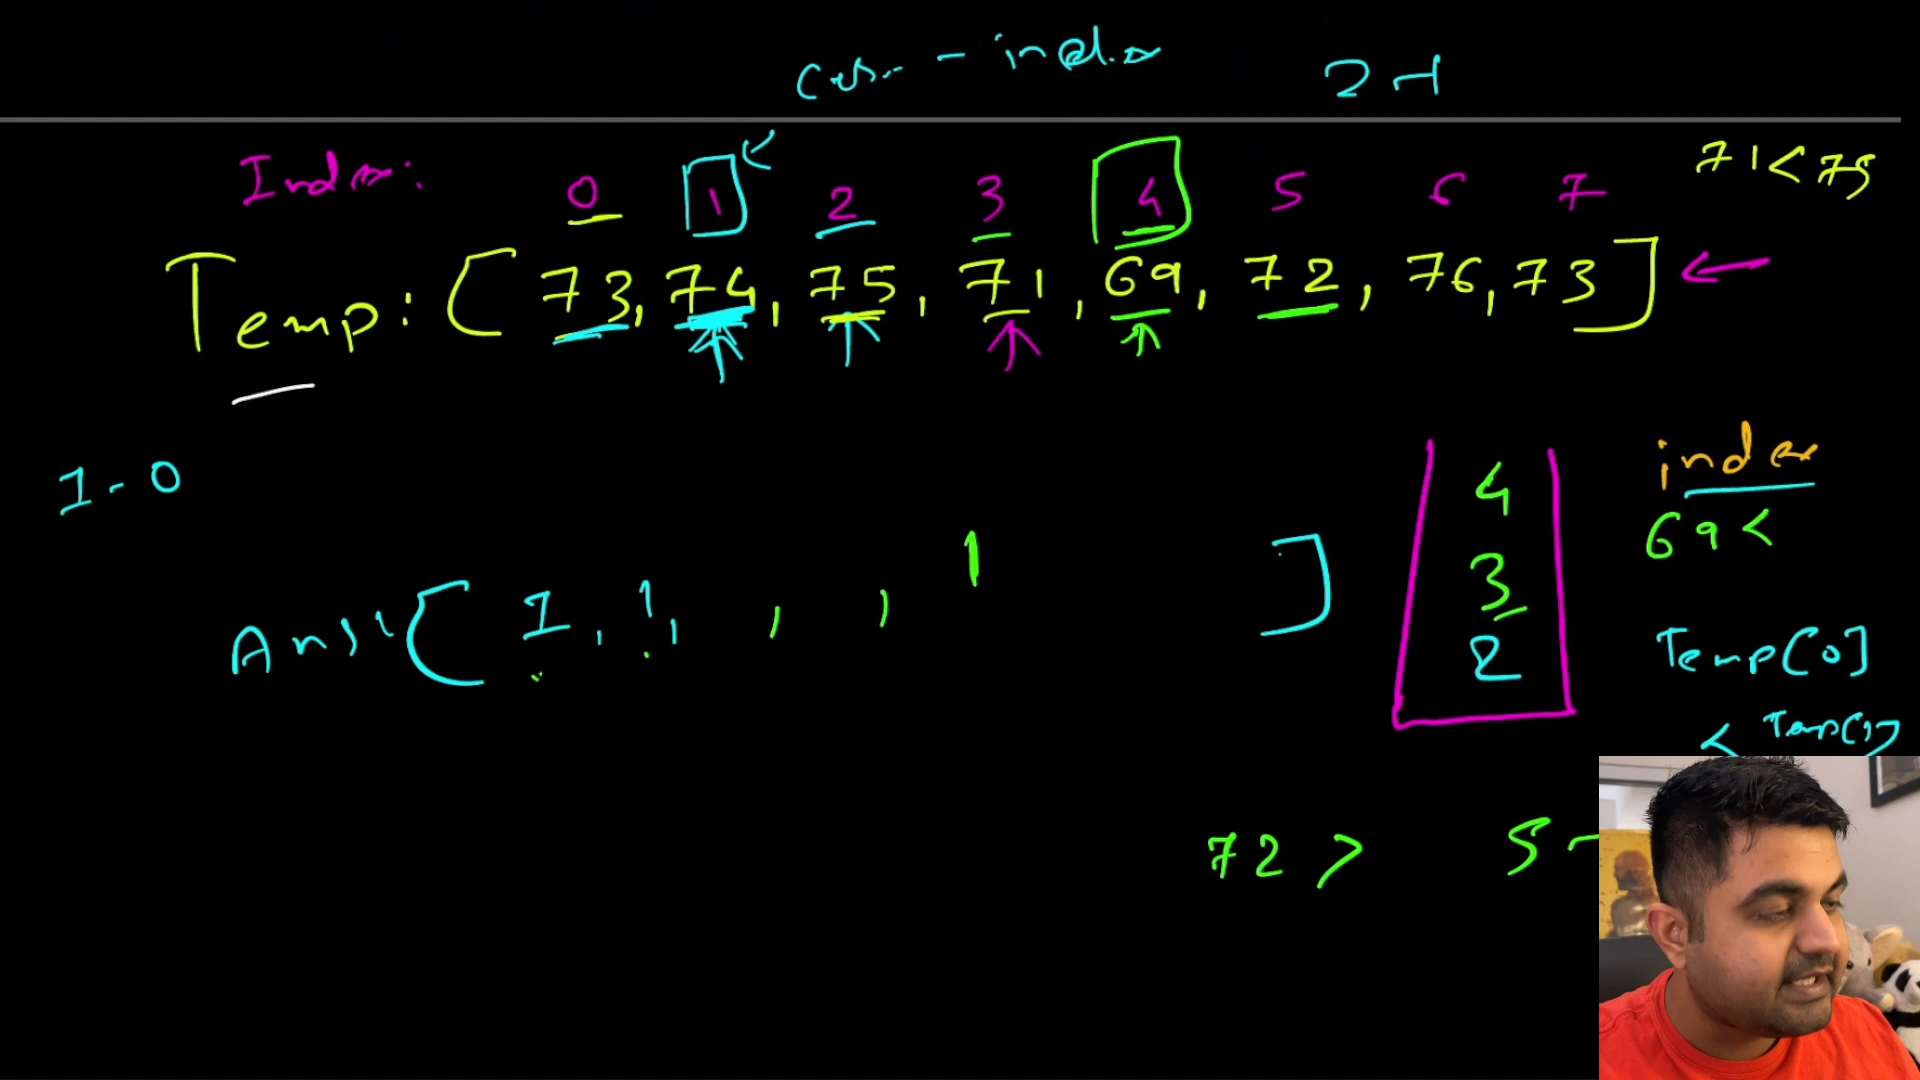 curr - index 2-1
Index: 0 1 2 3 4 5 6 7
71<75
Temp: [73, 74, 75, 71, 69, 72, 76, 73]
1-0
Ans: [1, 1, , , 1 ]
4
3
2
index
69<
Temp[0]
< Temp[1]
72 >
5-